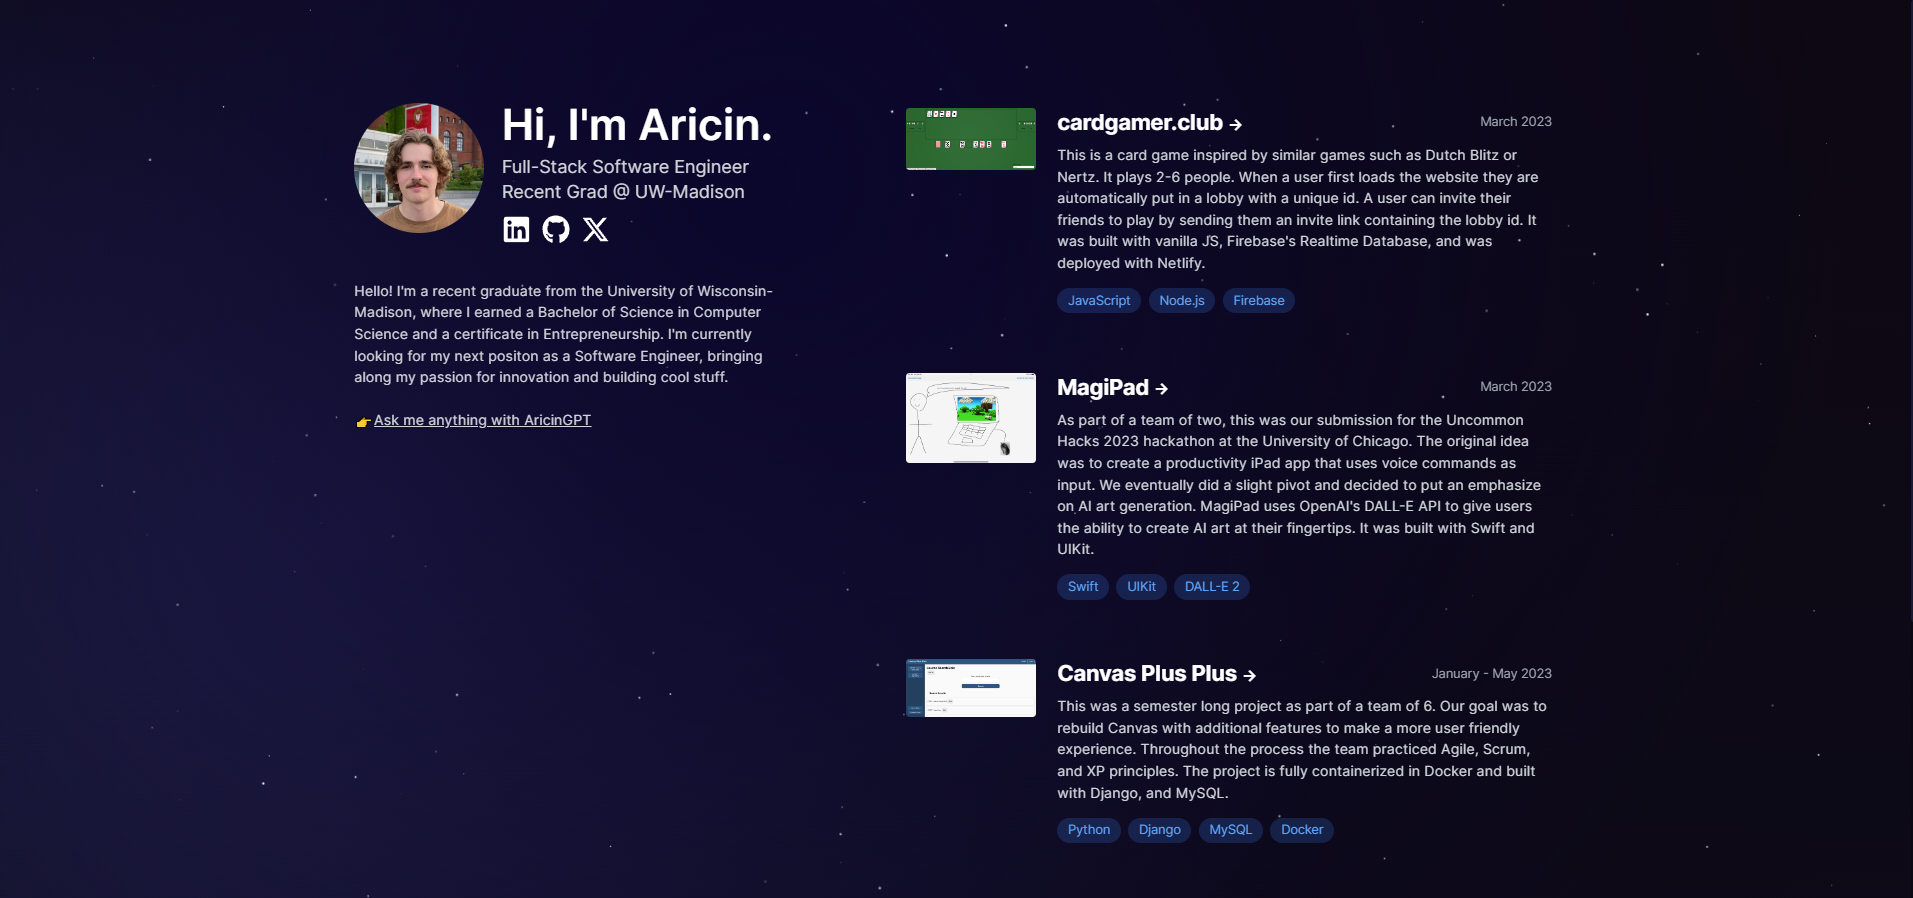 Hi, I'm Aricin.
Full-Stack Software Engineer
Recent Grad @ UW-Madison
Hello! I'm a recent graduate from the University of Wisconsin-
Madison, where I earned a Bachelor of Science in Computer
Science and a certificate in Entrepreneurship. I'm currently
looking for my next positon as a Software Engineer, bringing
along my passion for innovation and building cool stuff.
👉 Ask me anything with AricinGPT
cardgamer.club → March 2023
This is a card game inspired by similar games such as Dutch Blitz or
Nertz. It plays 2-6 people. When a user first loads the website they are
automatically put in a lobby with a unique id. A user can invite their
friends to play by sending them an invite link containing the lobby id. It
was built with vanilla JS, Firebase's Realtime Database, and was
deployed with Netlify.
JavaScript Node.js Firebase
MagiPad → March 2023
As part of a team of two, this was our submission for the Uncommon
Hacks 2023 hackathon at the University of Chicago. The original idea
was to create a productivity iPad app that uses voice commands as
input. We eventually did a slight pivot and decided to put an emphasize
on AI art generation. MagiPad uses OpenAI's DALL-E API to give users
the ability to create AI art at their fingertips. It was built with Swift and
UIKit.
Swift UIKit DALL-E 2
Canvas Plus Plus → January - May 2023
This was a semester long project as part of a team of 6. Our goal was to
rebuild Canvas with additional features to make a more user friendly
experience. Throughout the process the team practiced Agile, Scrum,
and XP principles. The project is fully containerized in Docker and built
with Django, and MySQL.
Python Django MySQL Docker